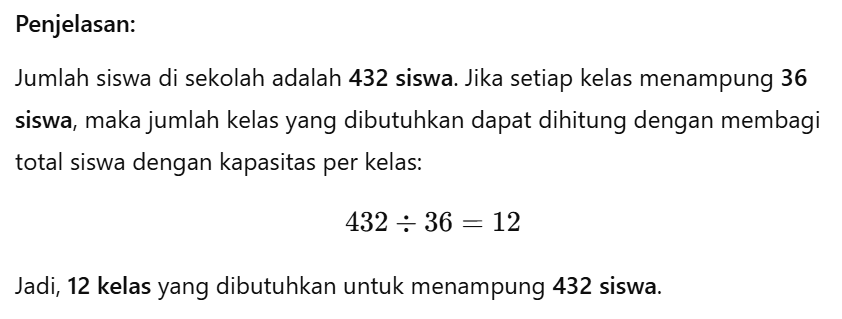 Penjelasan:
Jumlah siswa di sekolah adalah 432 siswa. Jika setiap kelas menampung 36
siswa, maka jumlah kelas yang dibutuhkan dapat dihitung dengan membagi
total siswa dengan kapasitas per kelas:
432 ÷ 36 = 12
Jadi, 12 kelas yang dibutuhkan untuk menampung 432 siswa.